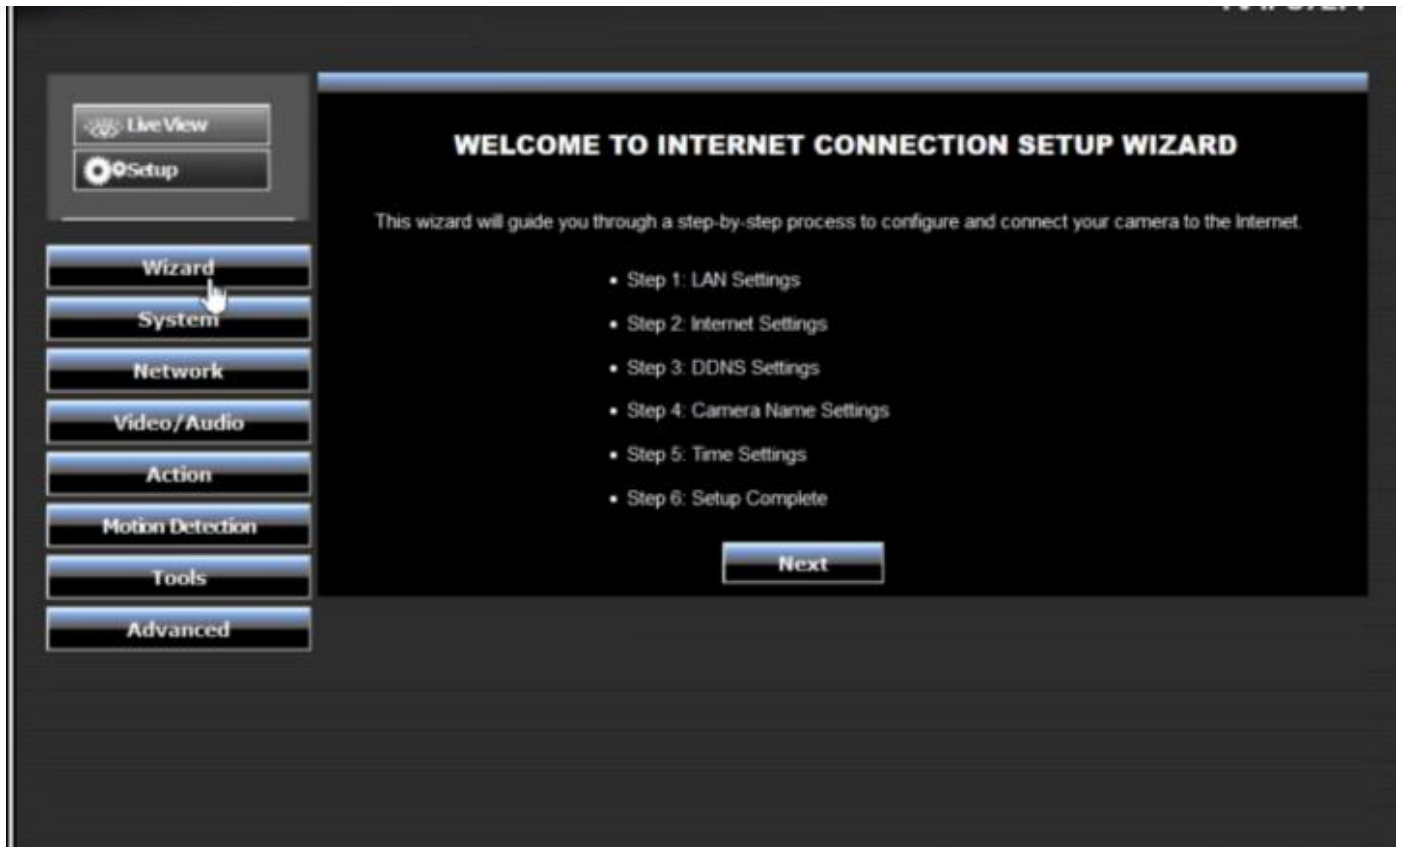 Live View
Setup
Wizard
System
Network
Video/Audio
Action
Motion Detection
Tools
Advanced
WELCOME TO INTERNET CONNECTION SETUP WIZARD
This wizard will guide you through a step-by-step process to configure and connect your camera to the Internet.
• Step 1: LAN Settings
• Step 2: Internet Settings
• Step 3: DDNS Settings
• Step 4: Camera Name Settings
• Step 5: Time Settings
• Step 6: Setup Complete
Next